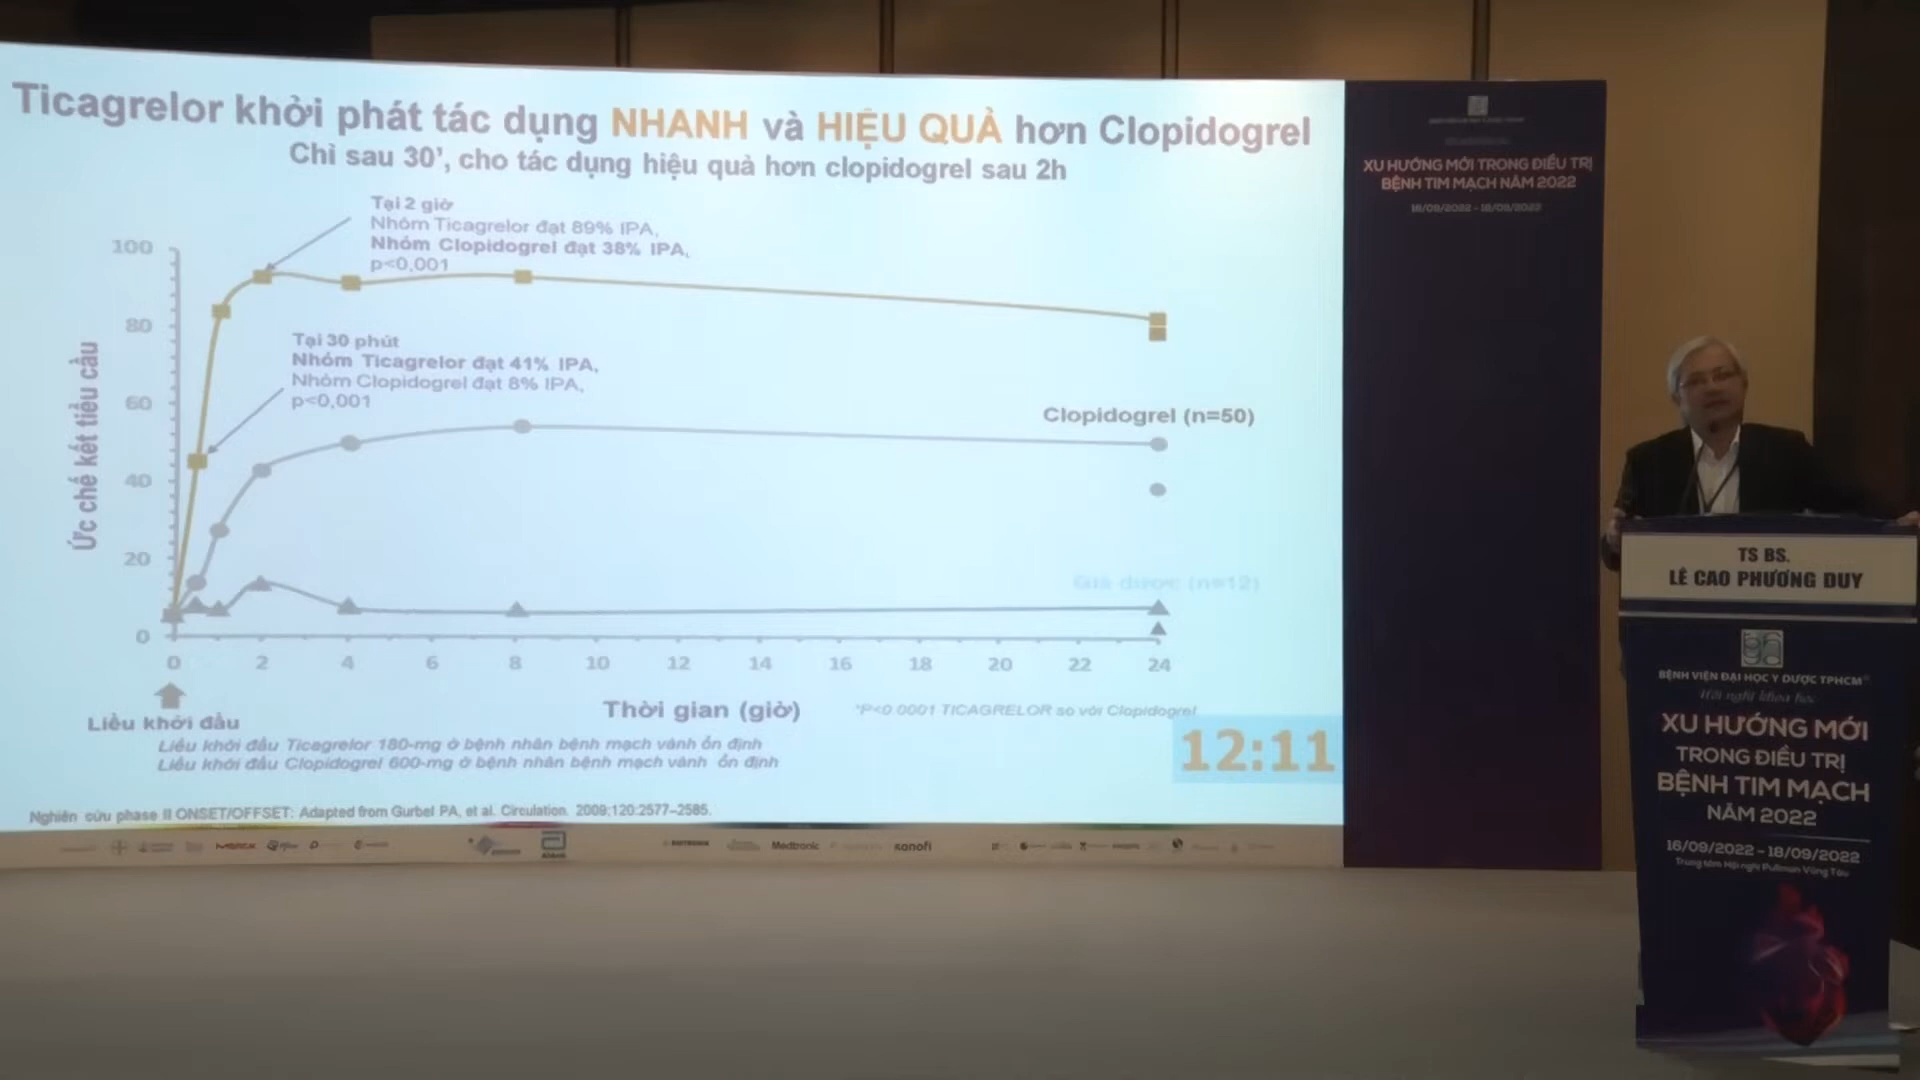 Ticagrelor khởi phát tác dụng NHANH và HIỆU QUẢ hơn Clopidogrel
Chỉ sau 30’, cho tác dụng hiệu quả hơn clopidogrel sau 2h
Tại 2 giờ
Nhóm Ticagrelor đạt 89% IPA,
Nhóm Clopidogrel đạt 38% IPA,
p<0,001
Tại 30 phút
Nhóm Ticagrelor đạt 41% IPA,
Nhóm Clopidogrel đạt 8% IPA,
p<0,001
Ức chế kết tiểu cầu
100
80
60
40
20
0
Clopidogrel (n=50)
Giả dược (n=12)
0 2 4 6 8 10 12 14 16 18 20 22 24
Liều khởi đầu
Thời gian (giờ)
*P<0.0001 TICAGRELOR so với Clopidogrel
Liều khởi đầu Ticagrelor 180-mg ở bệnh nhân bệnh mạch vành ổn định
Liều khởi đầu Clopidogrel 600-mg ở bệnh nhân bệnh mạch vành ổn định
12:11
Nghiên cứu phase II ONSET/OFFSET: Adapted from Gurbel PA, et al. Circulation. 2009;120:2577–2585.
MERCK
Abbott
BIOTRONIK
Medtronic
sanofi
XU HƯỚNG MỚI TRONG ĐIỀU TRỊ
BỆNH TIM MẠCH NĂM 2022
16/09/2022 - 18/09/2022
TS BS.
LÊ CAO PHƯƠNG DUY
BỆNH VIỆN ĐẠI HỌC Y DƯỢC TPHCM
Hội nghị khoa học
XU HƯỚNG MỚI
TRONG ĐIỀU TRỊ
BỆNH TIM MẠCH
NĂM 2022
16/09/2022 - 18/09/2022
Trung tâm Hội nghị Pullman Vũng Tàu